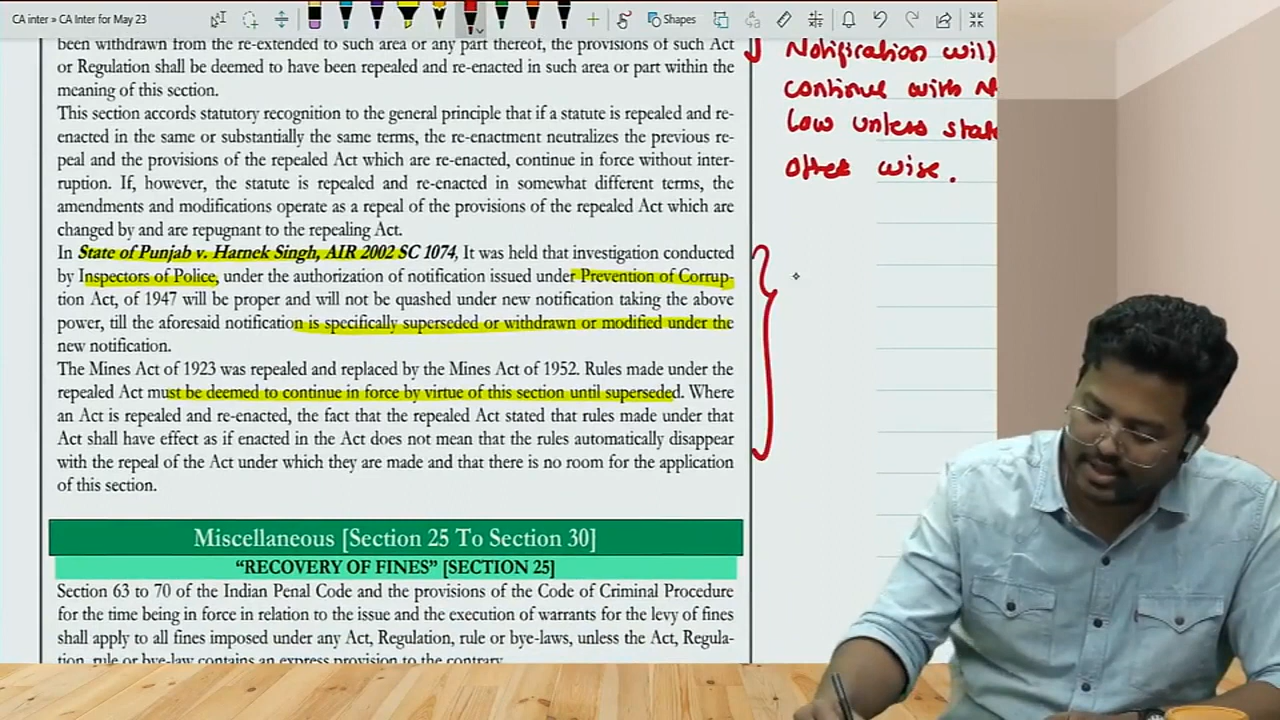 CA inter » CA Inter for May 23
Shapes
been withdrawn from the re-extended to such area or any part thereof, the provisions of such Act
or Regulation shall be deemed to have been repealed and re-enacted in such area or part within the
meaning of this section.
This section accords statutory recognition to the general principle that if a statute is repealed and re-
enacted in the same or substantially the same terms, the re-enactment neutralizes the previous re-
peal and the provisions of the repealed Act which are re-enacted, continue in force without inter-
ruption. If, however, the statute is repealed and re-enacted in somewhat different terms, the
amendments and modifications operate as a repeal of the provisions of the repealed Act which are
changed by and are repugnant to the repealing Act.
In State of Punjab v. Harnek Singh, AIR 2002 SC 1074, It was held that investigation conducted
by Inspectors of Police, under the authorization of notification issued under Prevention of Corrup-
tion Act, of 1947 will be proper and will not be quashed under new notification taking the above
power, till the aforesaid notification is specifically superseded or withdrawn or modified under the
new notification.
The Mines Act of 1923 was repealed and replaced by the Mines Act of 1952. Rules made under the
repealed Act must be deemed to continue in force by virtue of this section until superseded. Where
an Act is repealed and re-enacted, the fact that the repealed Act stated that rules made under that
Act shall have effect as if enacted in the Act does not mean that the rules automatically disappear
with the repeal of the Act under which they are made and that there is no room for the application
of this section.
Miscellaneous [Section 25 To Section 30]
“RECOVERY OF FINES” [SECTION 25]
Section 63 to 70 of the Indian Penal Code and the provisions of the Code of Criminal Procedure
for the time being in force in relation to the issue and the execution of warrants for the levy of fines
shall apply to all fines imposed under any Act, Regulation, rule or bye-laws, unless the Act, Regula-
tion, rule or bye-law contains an express provision to the contrary.
Notification will
continue with
law unless state
wise.